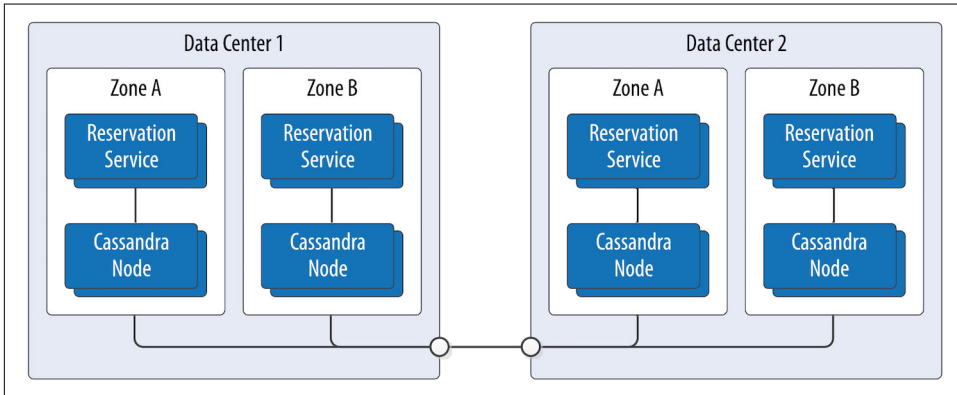 Data Center 1
Zone A
Reservation
Service
Cassandra
Node
Zone B
Reservation
Service
Cassandra
Node
Data Center 2
Zone A
Reservation
Service
Cassandra
Node
Zone B
Reservation
Service
Cassandra
Node